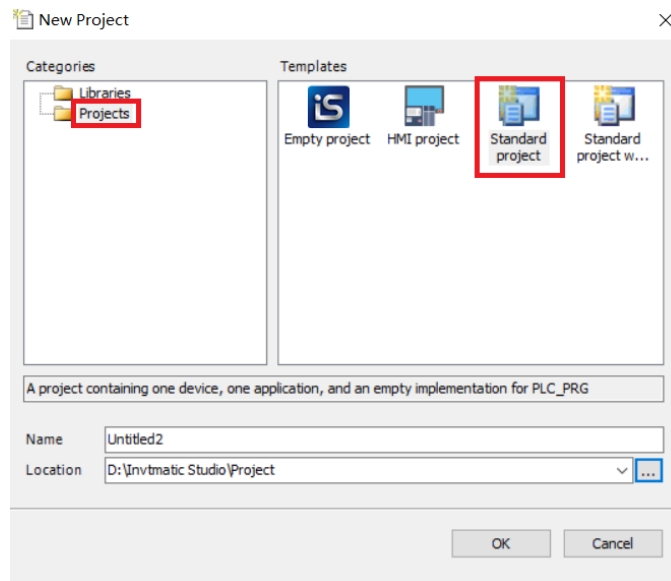 New Project
Categories
Templates
Libraries
Projects
iS
Empty project
HMI project
Standard
project
Standard
project w...
A project containing one device, one application, and an empty implementation for PLC_PRG
Name
Untitled2
Location
D:\Invtmatic Studio\Project
...
OK
Cancel